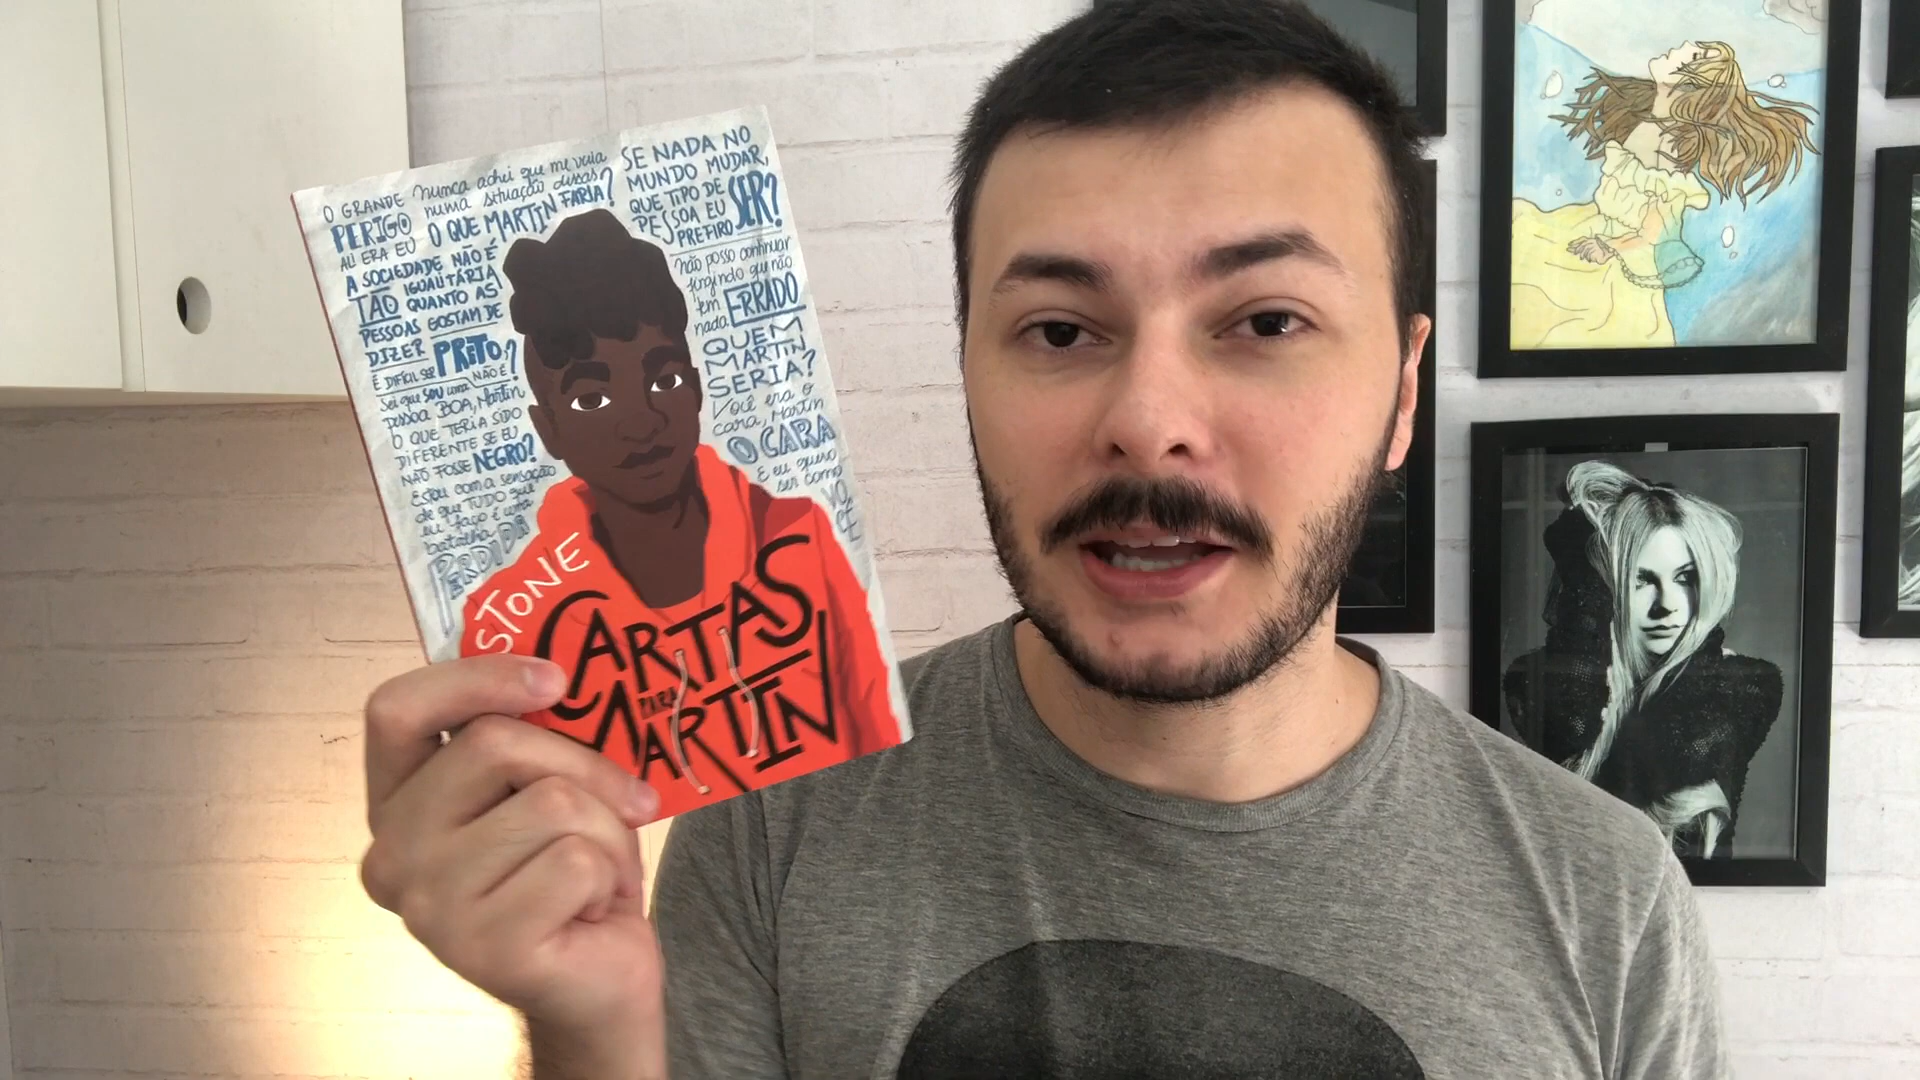 O GRANDE
PERIGO
ALI ERA EU
Nunca achei que me veria
numa situação dessas
O QUE MARTIN FARIA?
A SOCIEDADE NÃO É
TÃO IGUALITÁRIA
QUANTO AS
PESSOAS GOSTAM DE
DIZER
É DIFÍCIL SER PRETO,
NÃO É?
Sei que SOU uma
pessoa BOA, Martin
O QUE TERIA SIDO
DIFERENTE SE EU
NÃO FOSSE NEGRO?
Estou com a sensação
de que TUDO que
eu faço é uma
batalha
PERDIDA
SE NADA NO
MUNDO MUDAR,
QUE TIPO DE
PESSOA EU
PREFIRO SER?
Não posso continuar
fingindo que não
tem
nada ERRADO
QUEM
MARTIN
SERIA?
Você era o
cara, Martin
O CARA
E eu quero
ser como
VO
CÊ
STONE
CARTAS
PARA
MARTIN